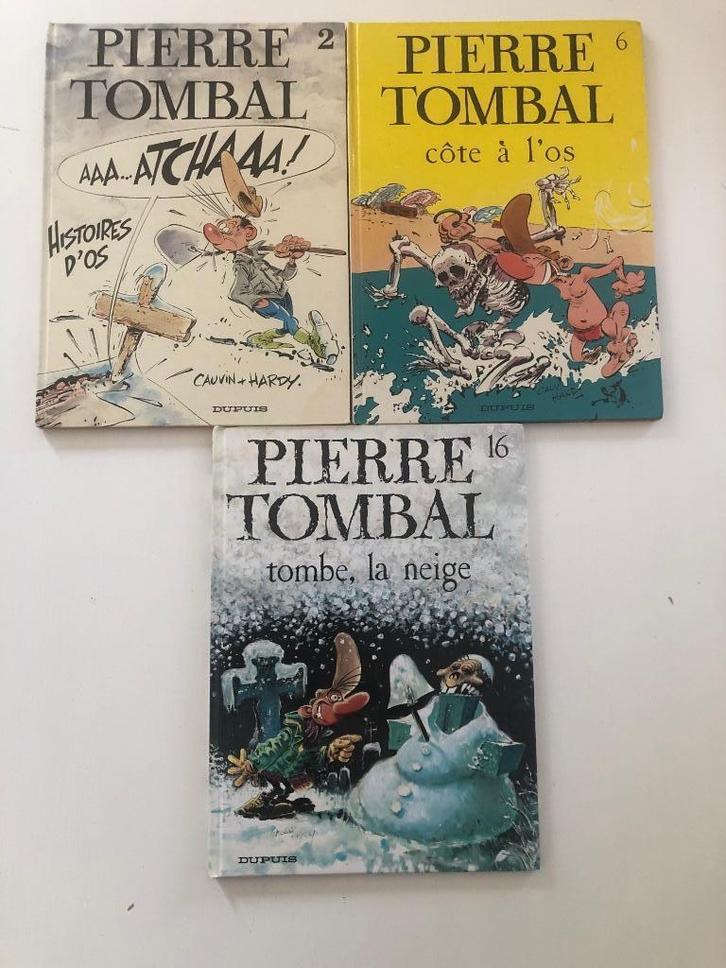 PIERRE 2
TOMBAL
AAA..ATCHAAA!
HISTOIRES
D'OS
CAUVIN + HARDY.
DUPUIS
PIERRE 6
TOMBAL
côte à l'os
DUPUIS
PIERRE 16
TOMBAL
tombe, la neige
DUPUIS